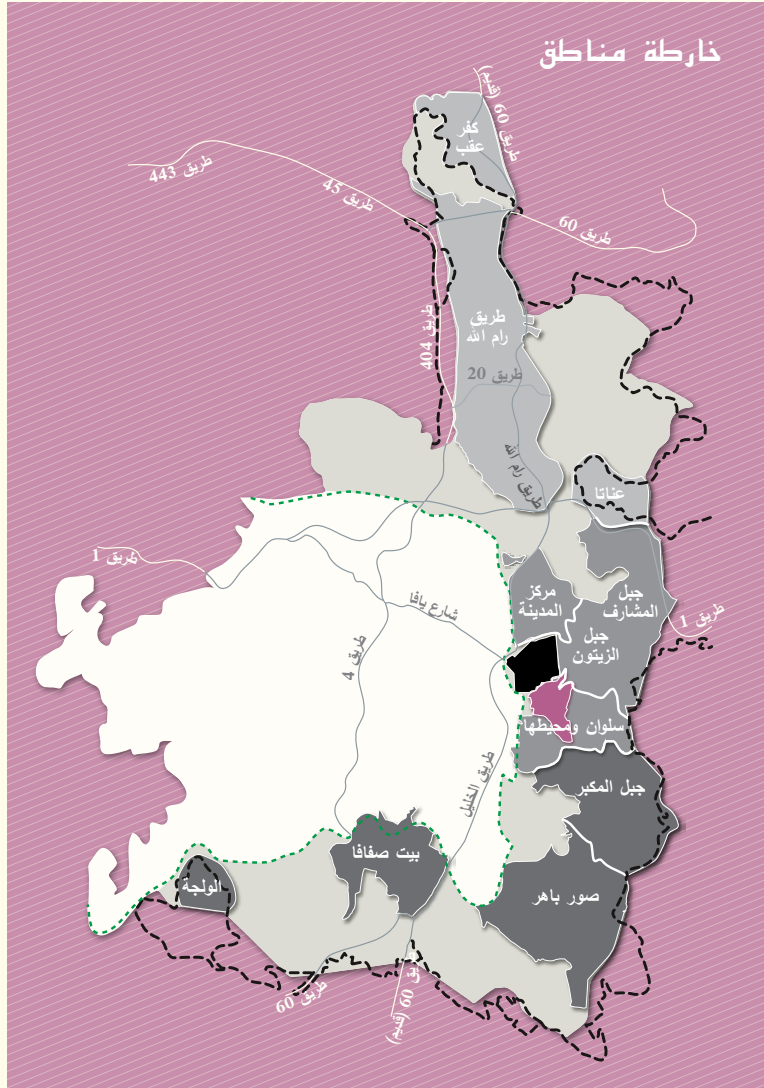 خارطة مناطق
طريق 60 (قديم)
كفر
عقب
طريق 443
طريق 45
طريق 60
طريق 404
طريق
رام الله
طريق 20
طريق رام الله
عناتا
طريق 1
مركز
المدينة
جبل
المشارف
شارع يافا
جبل
الزيتون
طريق 1
طريق 4
سلوان ومحيطها
طريق الخليل
جبل المكبر
بيت صفافا
الولجة
صور باهر
طريق 60
طريق 60 (قديم)